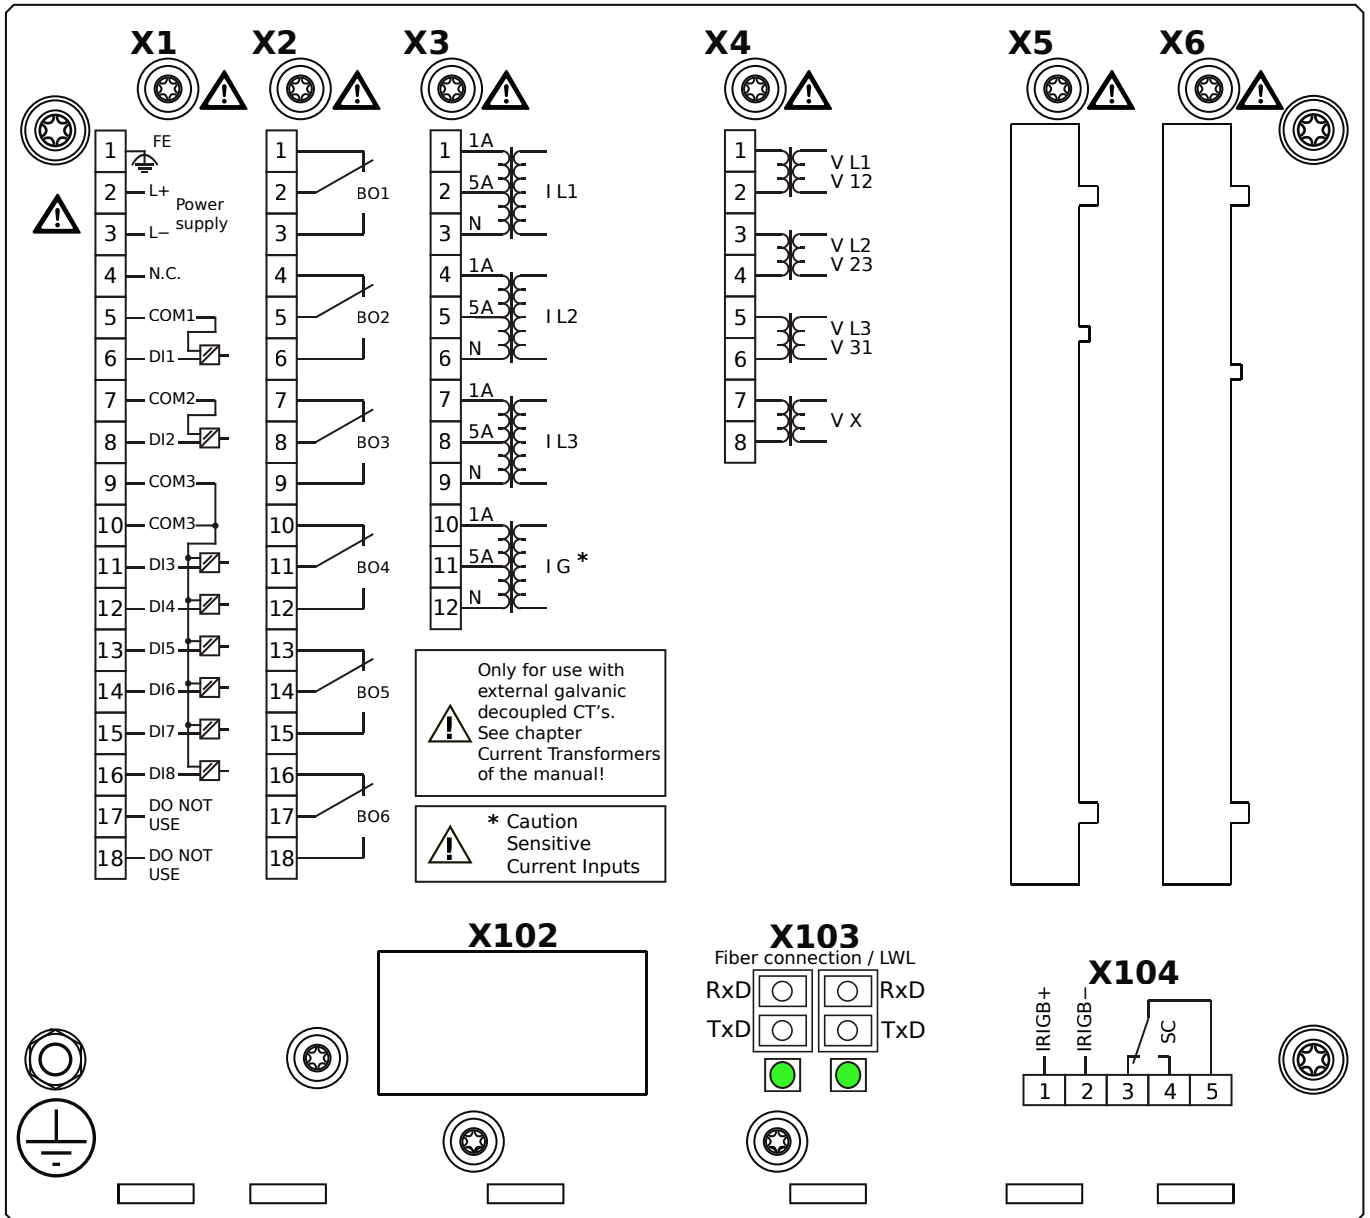 X1 X2 X3 X4 X5 X6
1 FE
2 L+
Power
supply
3 L−
4 N.C.
5 COM1
6 DI1
7 COM2
8 DI2
9 COM3
10 COM3
11 DI3
12 DI4
13 DI5
14 DI6
15 DI7
16 DI8
17 DO NOT
USE
18 DO NOT
USE
1
2 BO1
3
4
5 BO2
6
7
8 BO3
9
10
11 BO4
12
13
14 BO5
15
16
17 BO6
18
1 1A
2 5A I L1
3 N
4 1A
5 5A I L2
6 N
7 1A
8 5A I L3
9 N
10 1A
11 5A I G *
12 N
Only for use with
external galvanic
decoupled CT's.
See chapter
Current Transformers
of the manual!
* Caution
Sensitive
Current Inputs
1 V L1
2 V 12
3 V L2
4 V 23
5 V L3
6 V 31
7 V X
8
X102
X103
Fiber connection / LWL
RxD RxD
TxD TxD
X104
IRIGB+
IRIGB−
SC
1 2 3 4 5